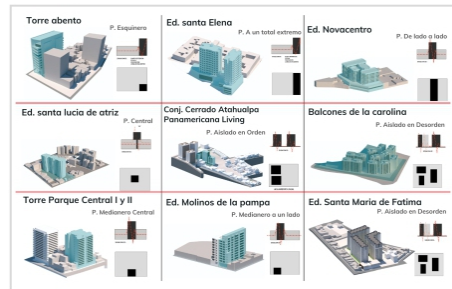 Torre abento
P. Esquinero
Ed. santa Elena
P. A un total extremo
Ed. Novacentro
P. De lado a lado
Ed. santa lucia de atriz
P. Central
Conj. Cerrado Atahualpa
Panamericana Living
P. Aislado en Orden
Balcones de la carolina
P. Aislado en Desorden
Torre Parque Central I y II
P. Medianero Central
Ed. Molinos de la pampa
P. Medianero a un lado
Ed. Santa Maria de Fatima
P. Aislado en Desorden